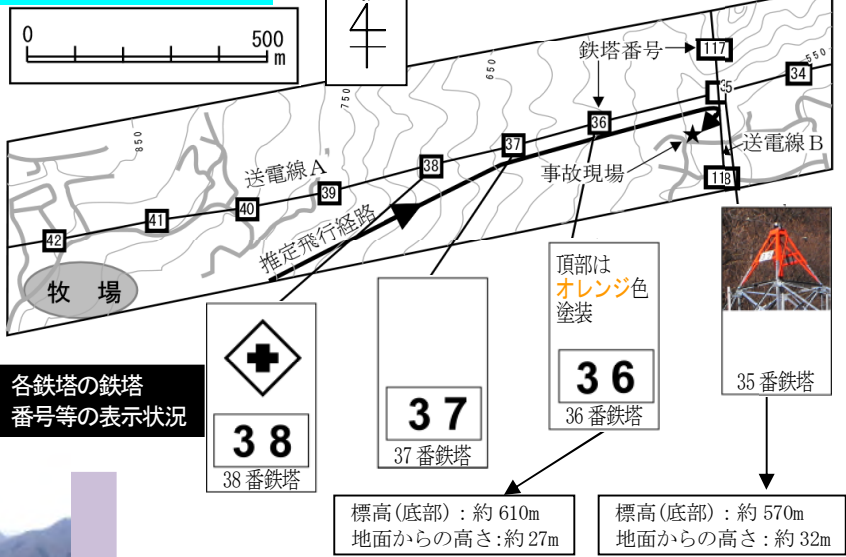 0 500
m
鉄塔番号
117
35
550
34
36
650
750
37
送電線B
38
850
事故現場
118
送電線A
39
40
41
42
推定飛行経路
牧 場
頂部は
オレンジ色
塗装
36
36番鉄塔
35番鉄塔
各鉄塔の鉄塔
番号等の表示状況
38
38番鉄塔
37
37番鉄塔
標高(底部):約610m
地面からの高さ:約27m
標高(底部):約570m
地面からの高さ:約32m